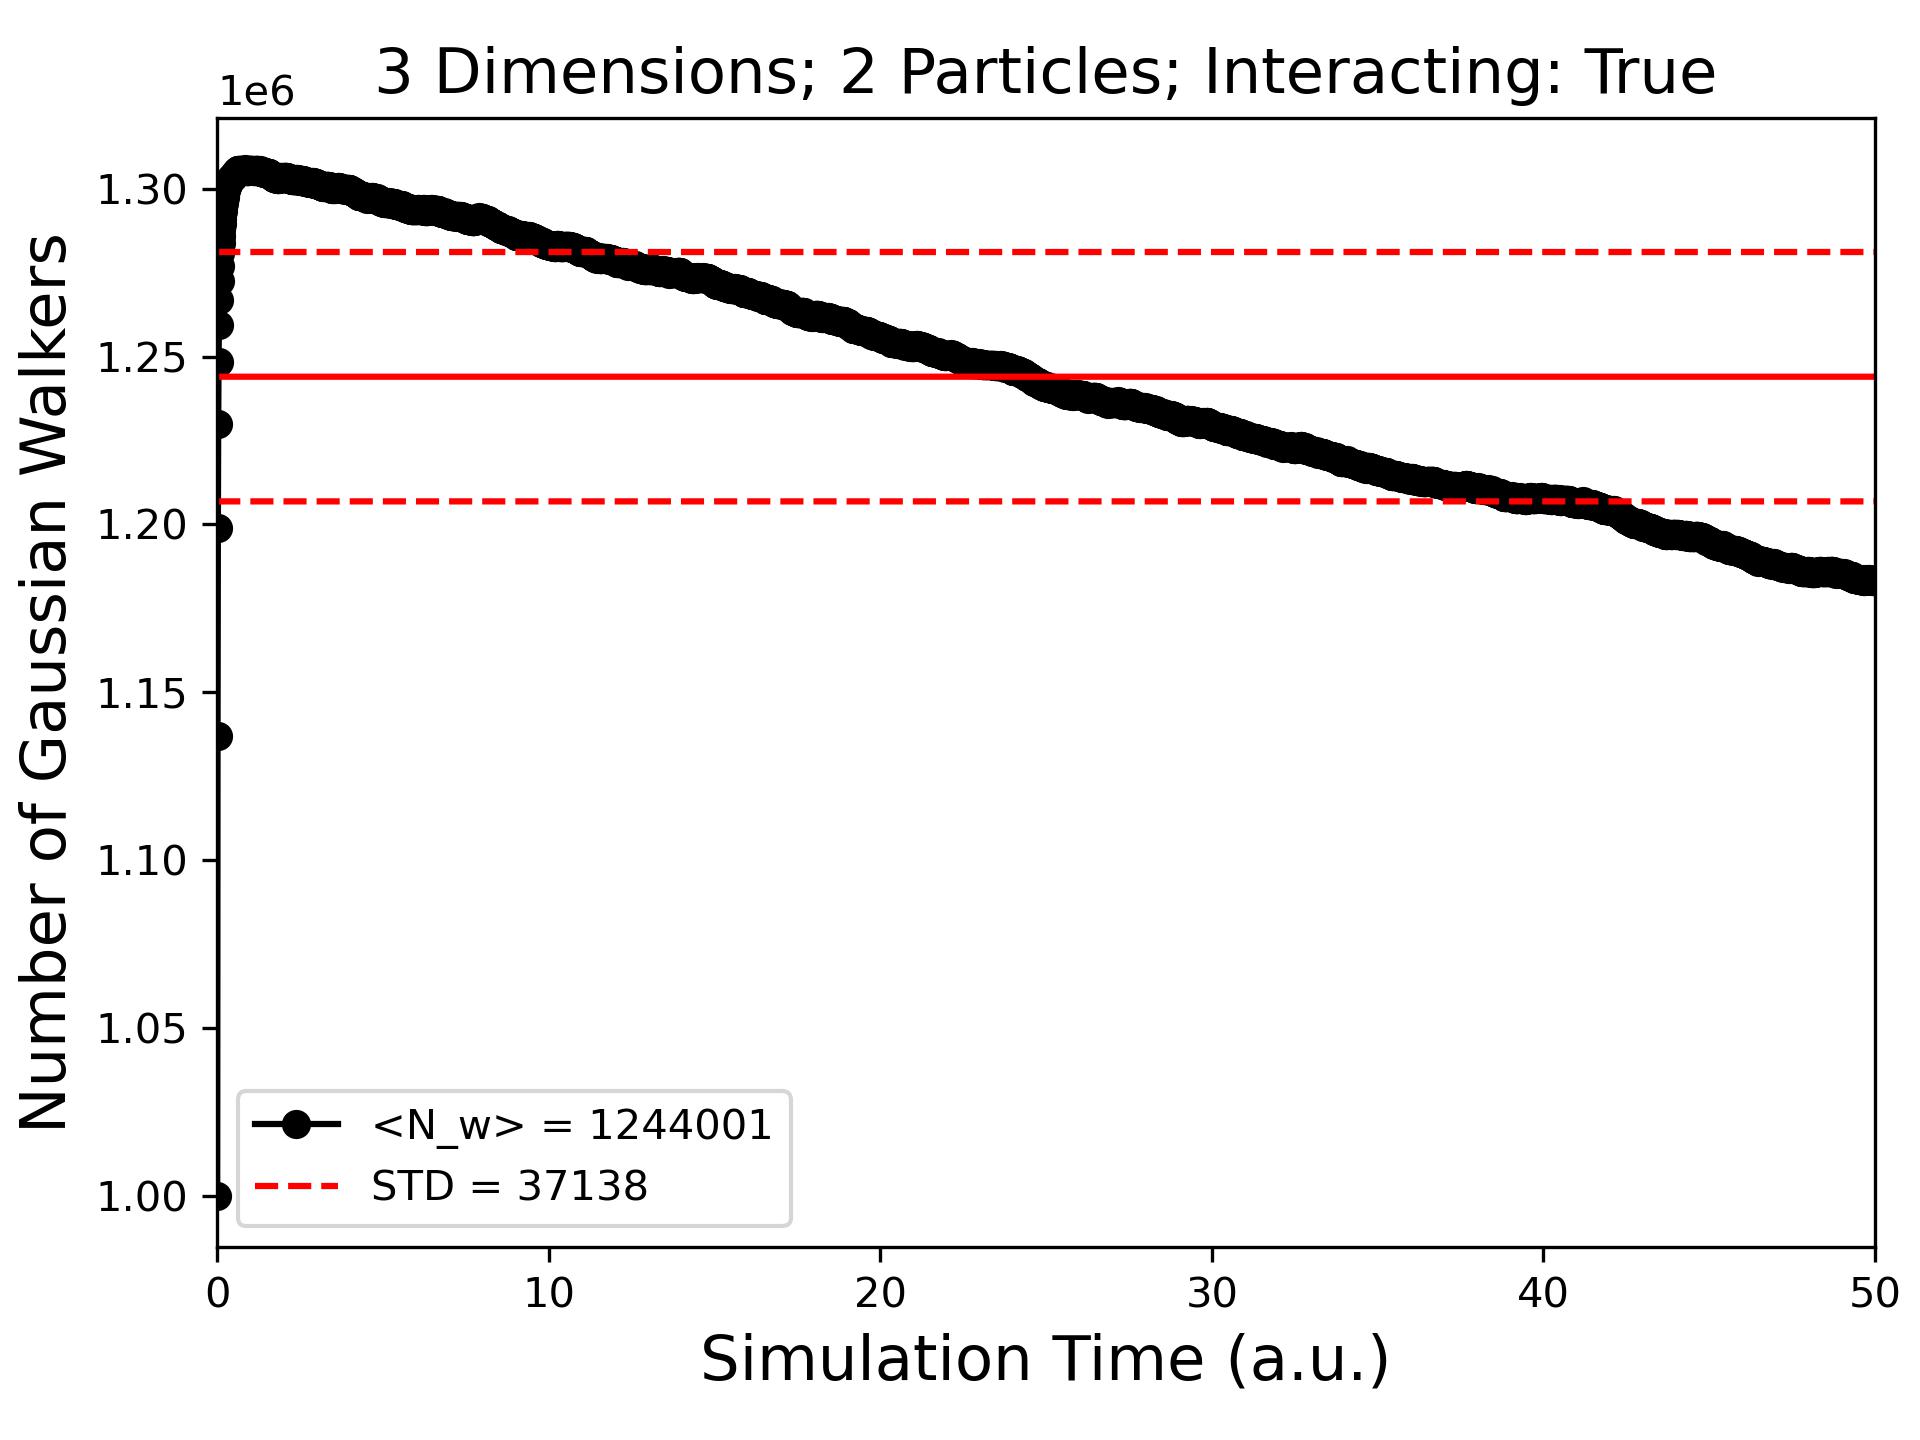 3 Dimensions; 2 Particles; Interacting: True
1e6
1.30
1.25
1.20
1.15
1.10
1.05
1.00
Number of Gaussian Walkers
<N_w> = 1244001
STD = 37138
0 10 20 30 40 50
Simulation Time (a.u.)